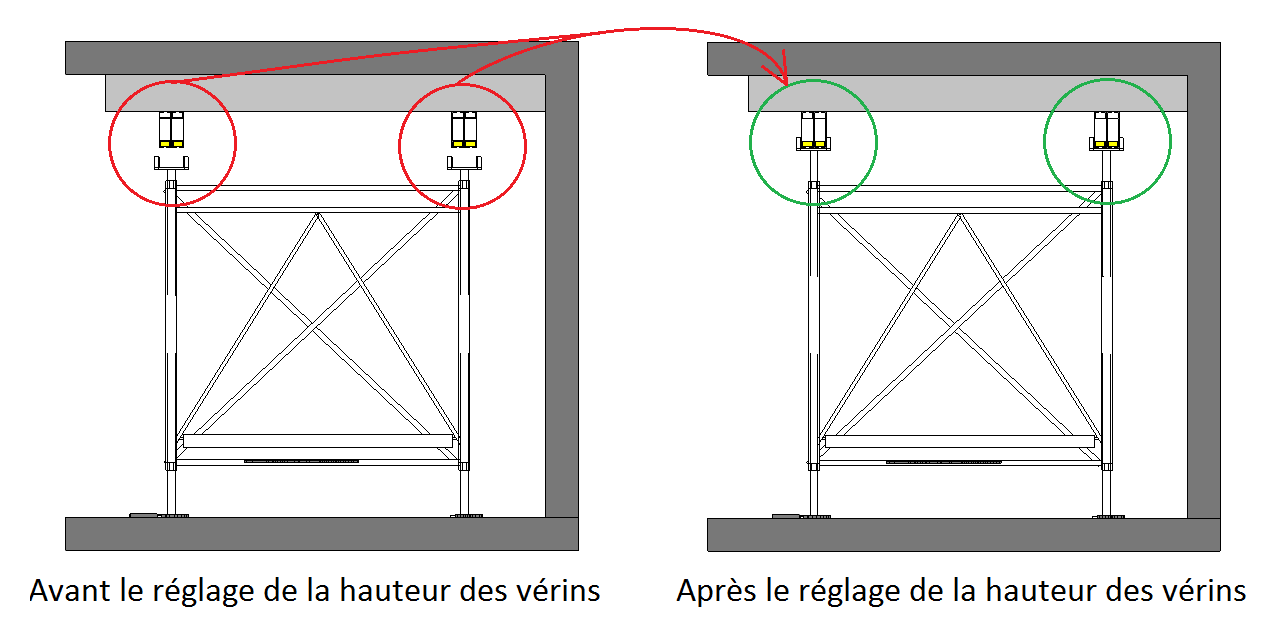 Avant le réglage de la hauteur des vérins
Après le réglage de la hauteur des vérins